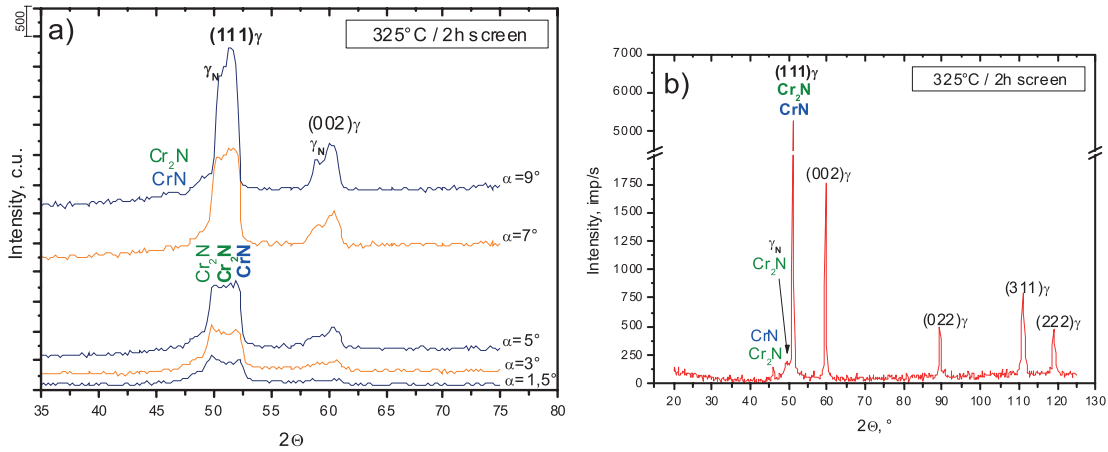 500
a)
325°C / 2h screen
(111)γ
γN
(002)γ
γN
Cr2N
CrN
α=9°
α=7°
Cr2N
Cr2N
CrN
α=5°
α=3°
α=1,5°
Intensity, c.u.
35 40 45 50 55 60 65 70 75 80
2Θ
b)
325°C / 2h screen
(111)γ
Cr2N
CrN
(002)γ
γN
Cr2N
CrN
Cr2N
(022)γ
(311)γ
(222)γ
7000
6000
5000
1750
1500
1250
1000
750
500
250
0
Intensity, imp/s
20 30 40 50 60 70 80 90 100 110 120 130
2Θ, °